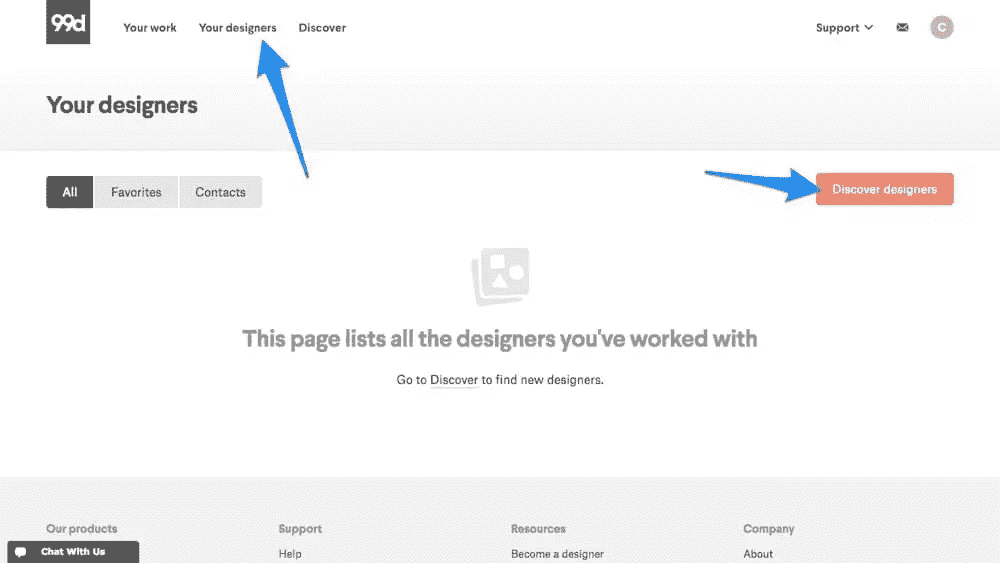 99d
Your work Your designers Discover Support C
Your designers
All Favorites Contacts Discover designers
This page lists all the designers you've worked with
Go to Discover to find new designers.
Our products Support Resources Company
Chat With Us Help Become a designer About